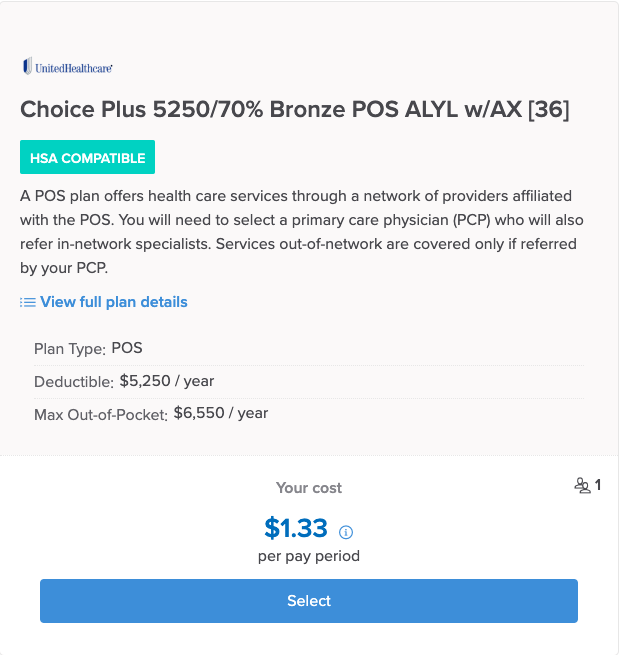 UnitedHealthcare
Choice Plus 5250/70% Bronze POS ALYL w/AX [36]
HSA COMPATIBLE
A POS plan offers health care services through a network of providers affiliated
with the POS. You will need to select a primary care physician (PCP) who will also
refer in-network specialists. Services out-of-network are covered only if referred
by your PCP.
View full plan details
Plan Type: POS
Deductible: $5,250 / year
Max Out-of-Pocket: $6,550 / year
Your cost
1
$1.33
per pay period
Select